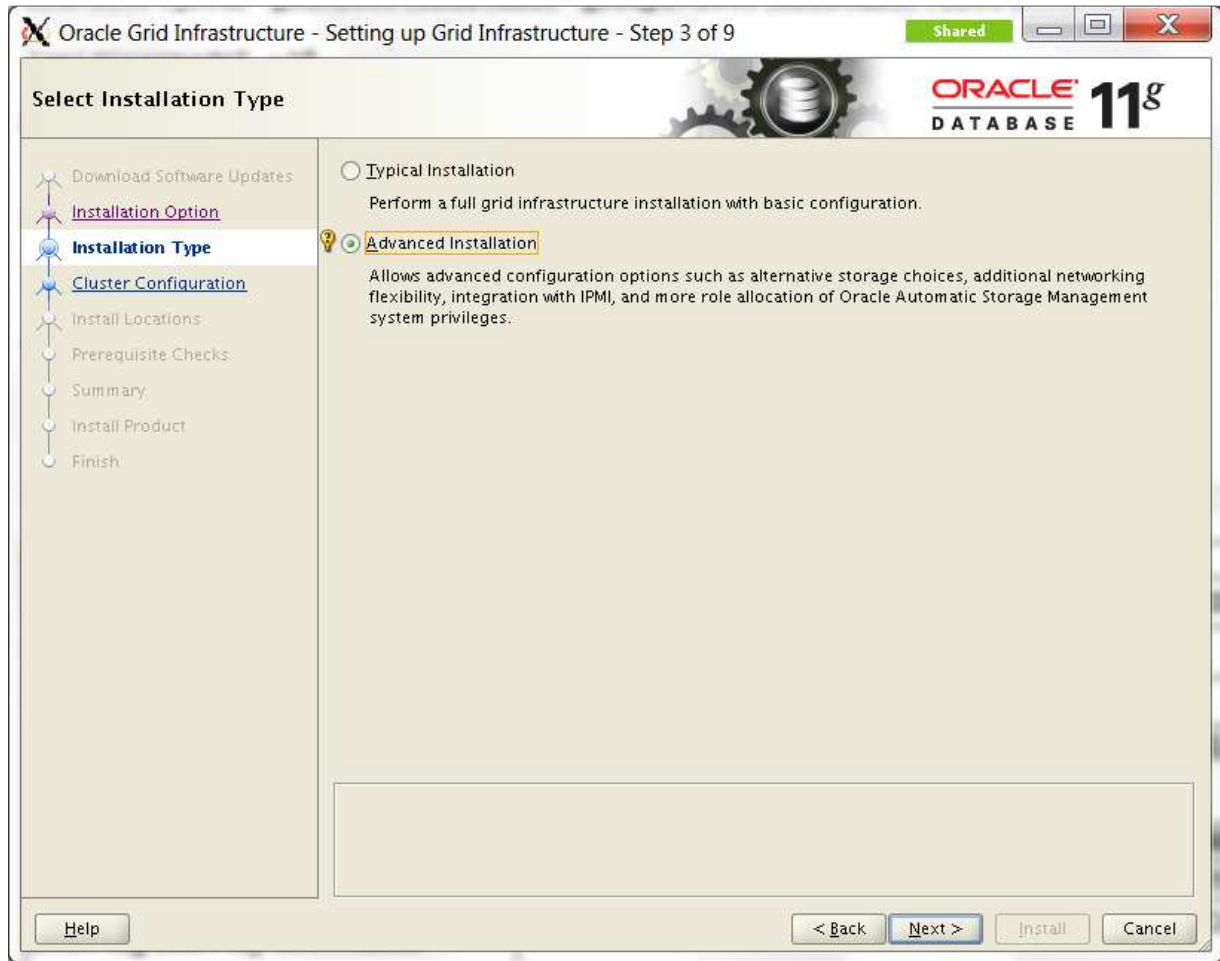 Oracle Grid Infrastructure - Setting up Grid Infrastructure - Step 3 of 9
Shared
Select Installation Type
ORACLE 11g
DATABASE
Download Software Updates
Installation Option
Installation Type
Cluster Configuration
Install Locations
Prerequisite Checks
Summary
Install Product
Finish
Typical Installation
Perform a full grid infrastructure installation with basic configuration.
Advanced Installation
Allows advanced configuration options such as alternative storage choices, additional networking
flexibility, integration with IPMI, and more role allocation of Oracle Automatic Storage Management
system privileges.
Help
< Back
Next >
Install
Cancel